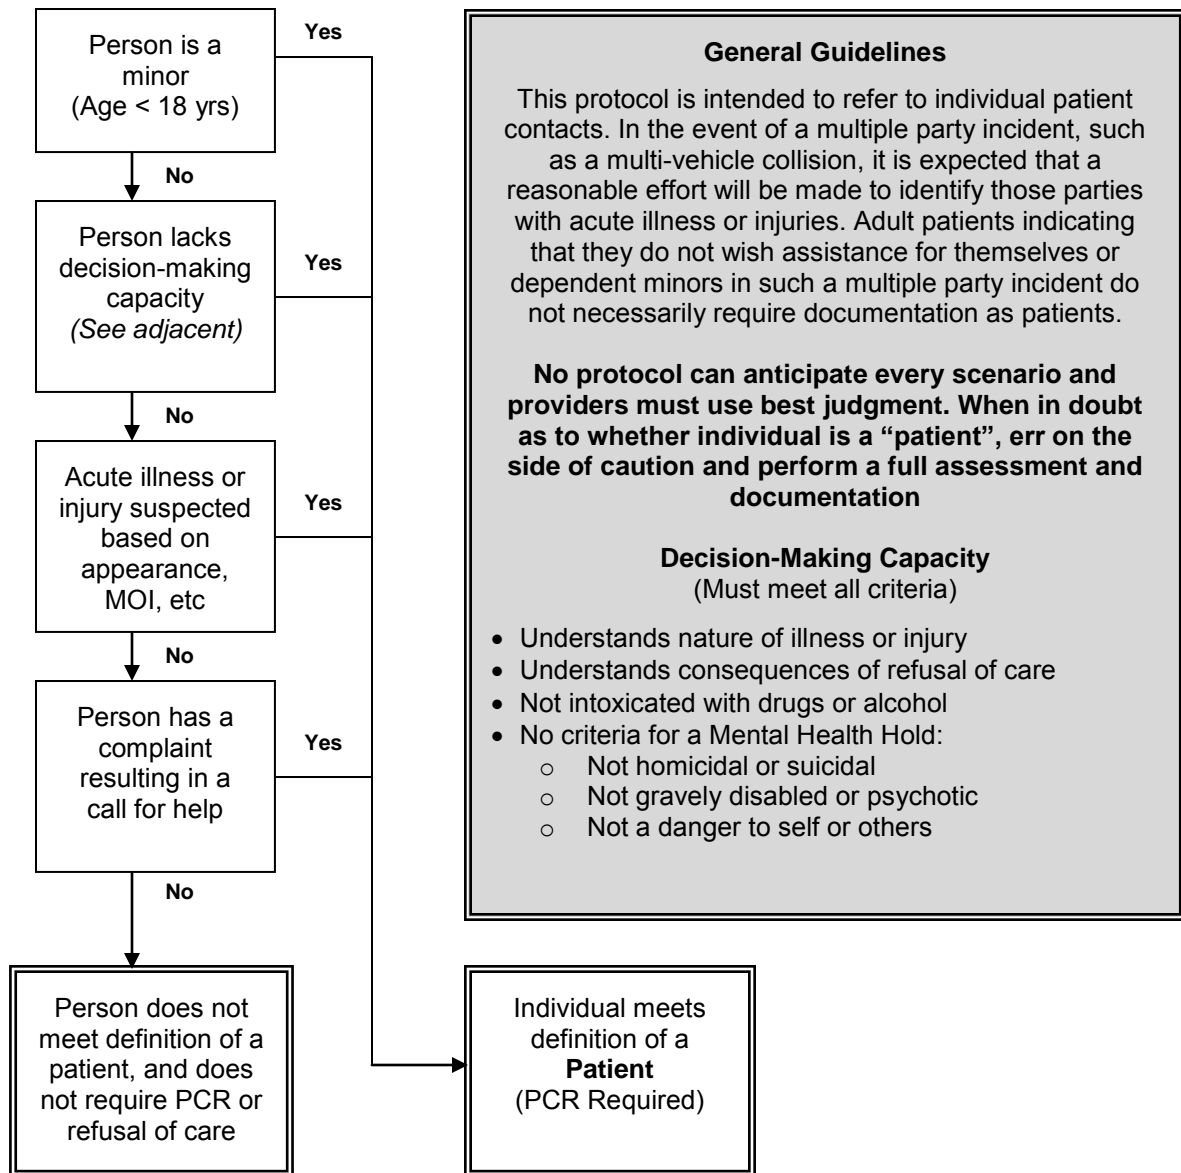 Person is a
minor
(Age < 18 yrs)
Yes
No
Person lacks
decision-making
capacity
(See adjacent)
Yes
No
Acute illness or
injury suspected
based on
appearance,
MOI, etc
Yes
No
Person has a
complaint
resulting in a
call for help
Yes
No
Person does not
meet definition of a
patient, and does
not require PCR or
refusal of care
Individual meets
definition of a
Patient
(PCR Required)
General Guidelines
This protocol is intended to refer to individual patient
contacts. In the event of a multiple party incident, such
as a multi-vehicle collision, it is expected that a
reasonable effort will be made to identify those parties
with acute illness or injuries. Adult patients indicating
that they do not wish assistance for themselves or
dependent minors in such a multiple party incident do
not necessarily require documentation as patients.
No protocol can anticipate every scenario and
providers must use best judgment. When in doubt
as to whether individual is a “patient”, err on the
side of caution and perform a full assessment and
documentation
Decision-Making Capacity
(Must meet all criteria)
• Understands nature of illness or injury
• Understands consequences of refusal of care
• Not intoxicated with drugs or alcohol
• No criteria for a Mental Health Hold:
o Not homicidal or suicidal
o Not gravely disabled or psychotic
o Not a danger to self or others